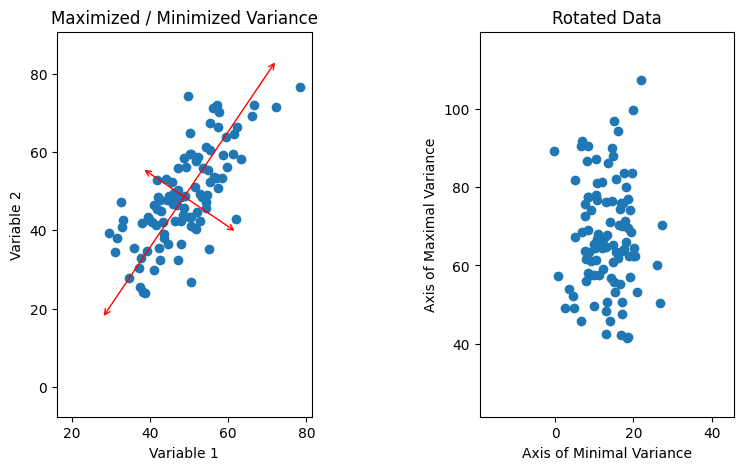 Maximized / Minimized Variance
80
60
40
20
0
Variable 2
20 40 60 80
Variable 1
Rotated Data
100
80
60
40
Axis of Maximal Variance
0 20 40
Axis of Minimal Variance